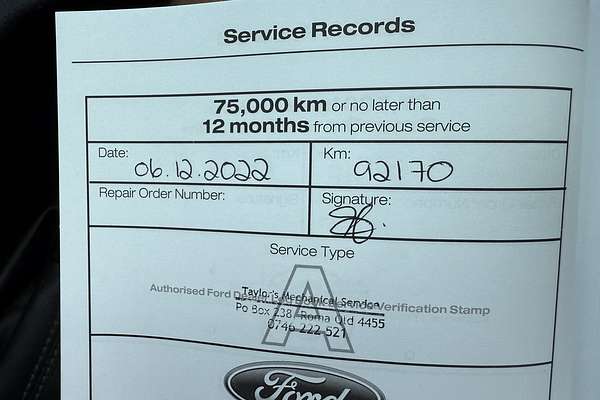 Service Records
75,000 km or no later than
12 months from previous service
Date: 06.12.2022
Km: 92170
Repair Order Number:
Signature:
Service Type
A
Authorised Ford Service Verification Stamp
Taylor's Mechanical Service
Po Box 238 Roma Qld 4455
0746 222 521
Ford